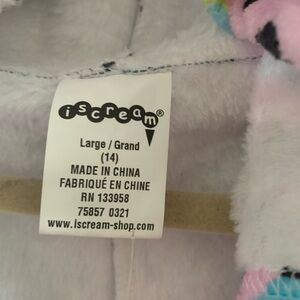 iscream®
Large / Grand
(14)
MADE IN CHINA
FABRIQUÉ EN CHINE
RN 133958
75857 0321
www.iscream-shop.com